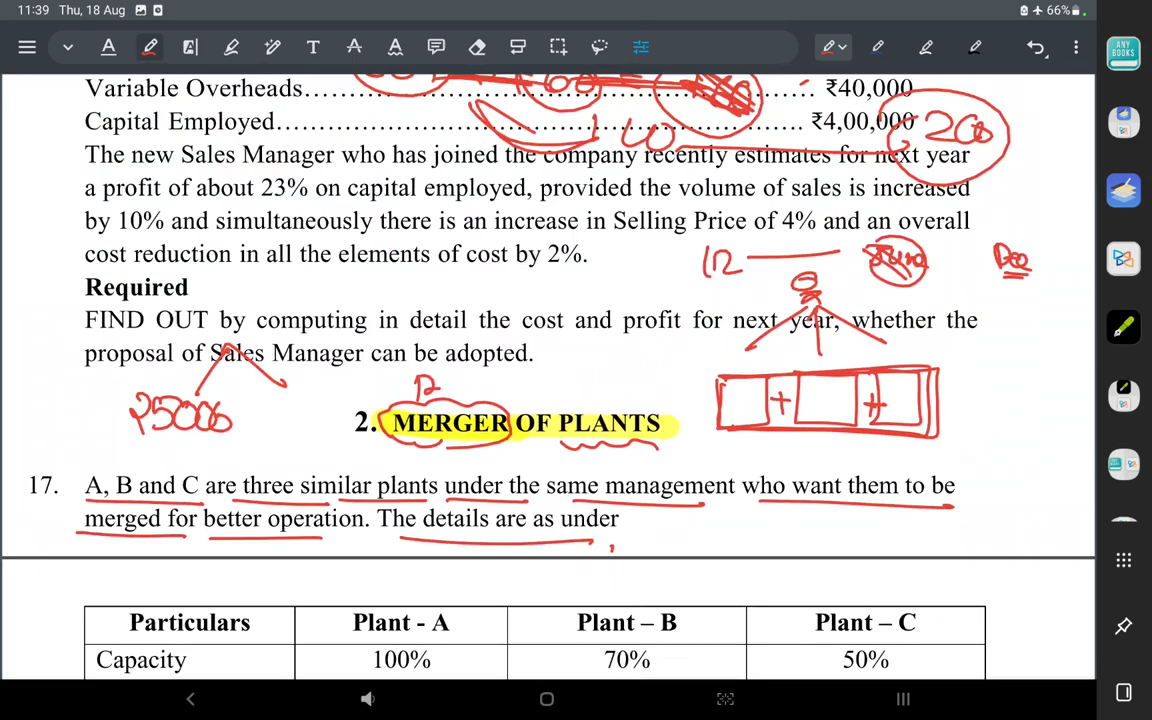 11:39 Thu, 18 Aug
66%
Variable Overheads ₹40,000
Capital Employed ₹4,00,000
The new Sales Manager who has joined the company recently estimates for next year
a profit of about 23% on capital employed, provided the volume of sales is increased
by 10% and simultaneously there is an increase in Selling Price of 4% and an overall
cost reduction in all the elements of cost by 2%.
Required
FIND OUT by computing in detail the cost and profit for next year, whether the
proposal of Sales Manager can be adopted.
2. MERGER OF PLANTS
17. A, B and C are three similar plants under the same management who want them to be
merged for better operation. The details are as under
Particulars Plant - A Plant – B Plant – C
Capacity 100% 70% 50%
ANY BOOKS